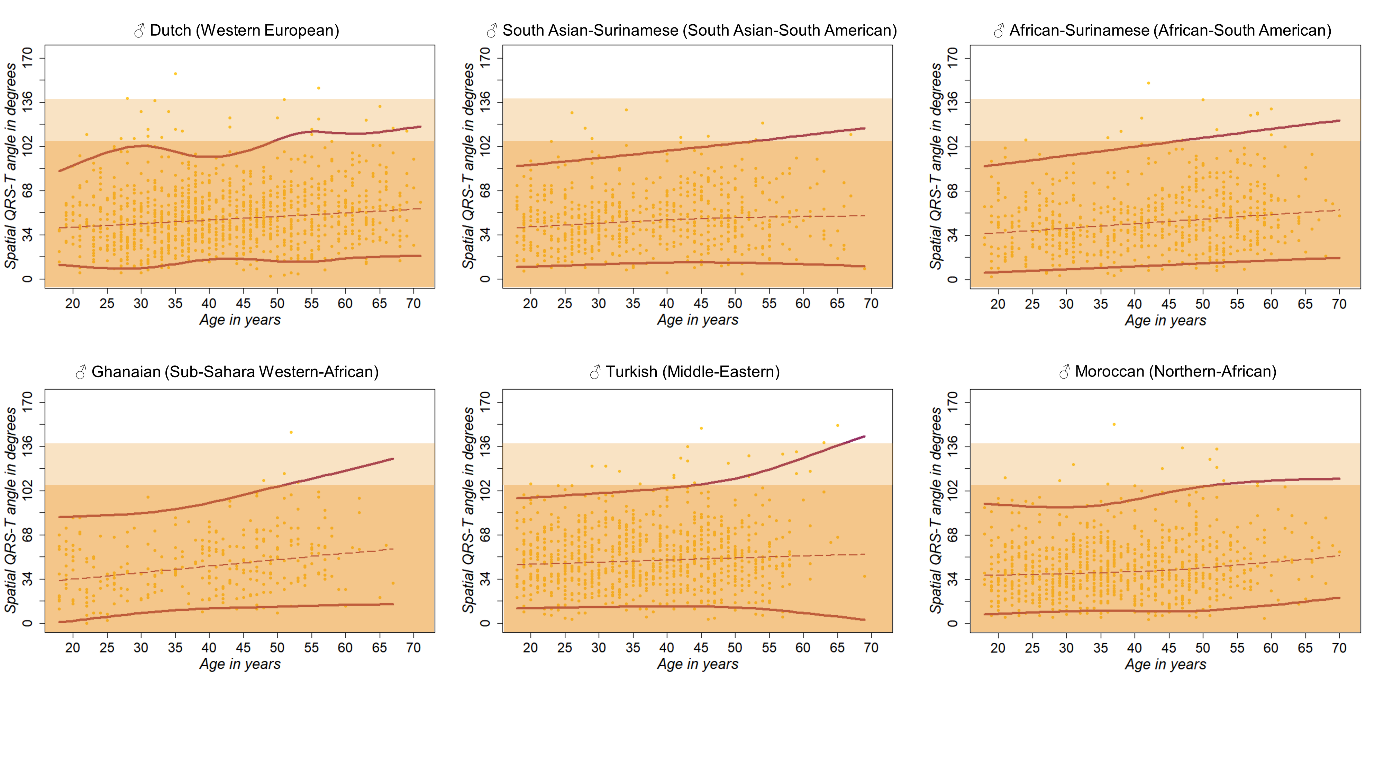 ♂ Dutch (Western European)
Spatial QRS-T angle in degrees
0 34 68 102 136 170
20 25 30 35 40 45 50 55 60 65 70
Age in years
♂ South Asian-Surinamese (South Asian-South American)
Spatial QRS-T angle in degrees
0 34 68 102 136 170
20 25 30 35 40 45 50 55 60 65 70
Age in years
♂ African-Surinamese (African-South American)
Spatial QRS-T angle in degrees
0 34 68 102 136 170
20 25 30 35 40 45 50 55 60 65 70
Age in years
♂ Ghanaian (Sub-Sahara Western-African)
Spatial QRS-T angle in degrees
0 34 68 102 136 170
20 25 30 35 40 45 50 55 60 65 70
Age in years
♂ Turkish (Middle-Eastern)
Spatial QRS-T angle in degrees
0 34 68 102 136 170
20 25 30 35 40 45 50 55 60 65 70
Age in years
♂ Moroccan (Northern-African)
Spatial QRS-T angle in degrees
0 34 68 102 136 170
20 25 30 35 40 45 50 55 60 65 70
Age in years